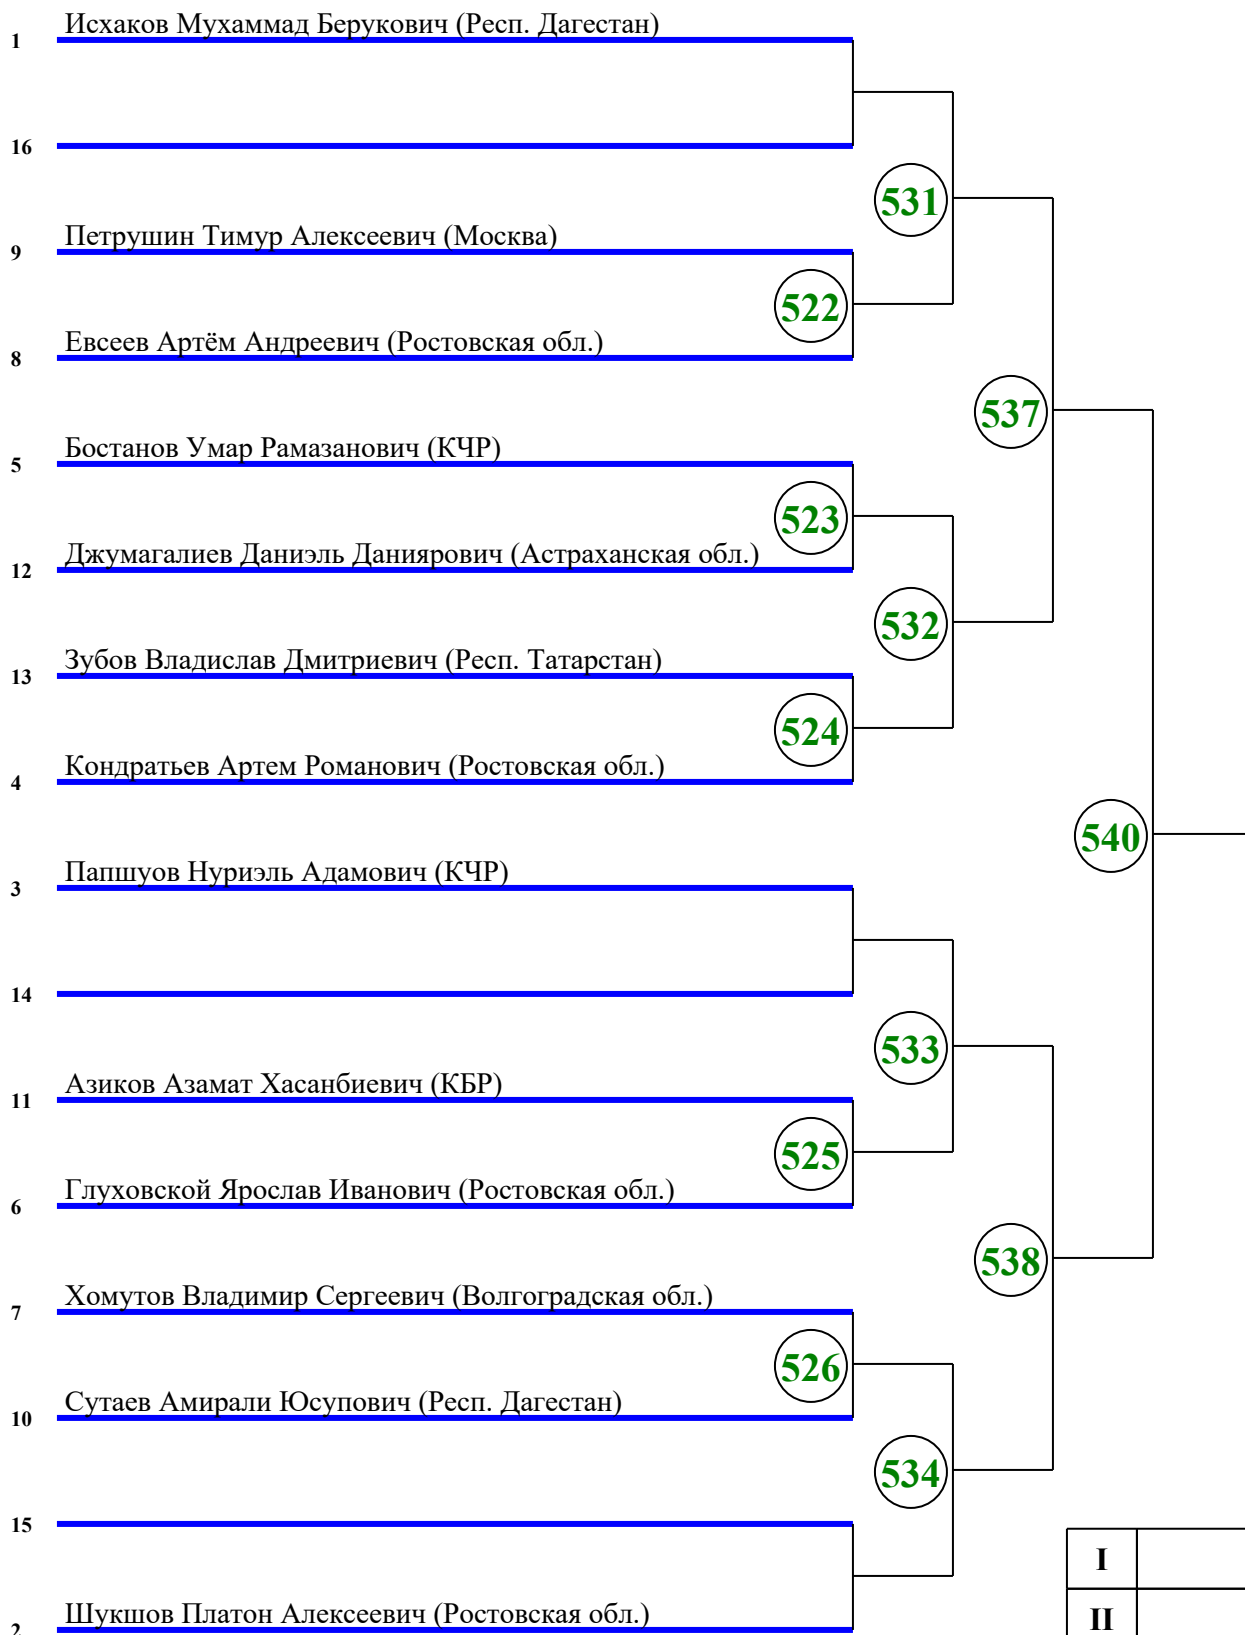 Исхаков Мухаммад Берукович (Респ. Дагестан)
1
16
531
Петрушин Тимур Алексеевич (Москва)
9
522
Евсеев Артём Андреевич (Ростовская обл.)
8
537
Бостанов Умар Рамазанович (КЧР)
5
523
Джумагалиев Даниэль Даниярович (Астраханская обл.)
12
532
Зубов Владислав Дмитриевич (Респ. Татарстан)
13
524
Кондратьев Артем Романович (Ростовская обл.)
4
540
Папшуов Нуриэль Адамович (КЧР)
3
14
533
Азиков Азамат Хасанбиевич (КБР)
11
525
Глуховской Ярослав Иванович (Ростовская обл.)
6
538
Хомутов Владимир Сергеевич (Волгоградская обл.)
7
526
Сутаев Амирали Юсупович (Респ. Дагестан)
10
534
15
I
Шукшов Платон Алексеевич (Ростовская обл.)
2
II